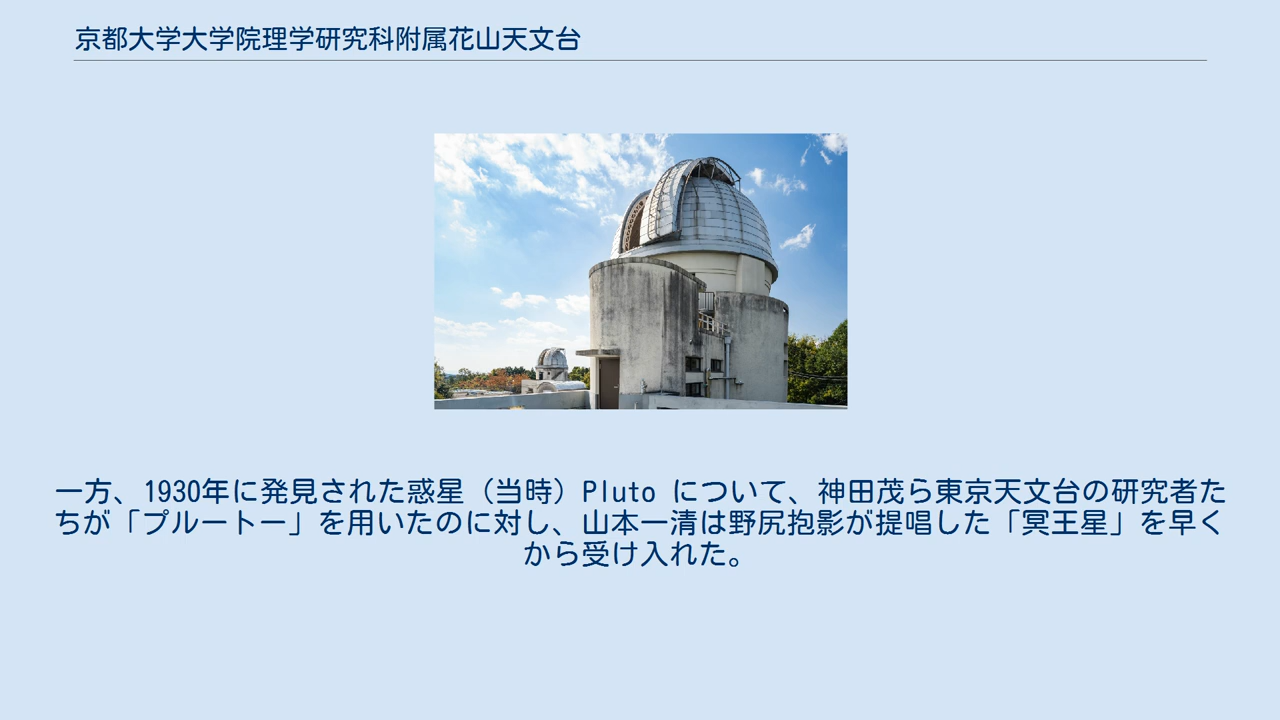 京都大学大学院理学研究科附属花山天文台
一方、1930年に発見された惑星（当時）Pluto について、神田茂ら東京天文台の研究者た
ちが「プルートー」を用いたのに対し、山本一清は野尻抱影が提唱した「冥王星」を早く
から受け入れた。